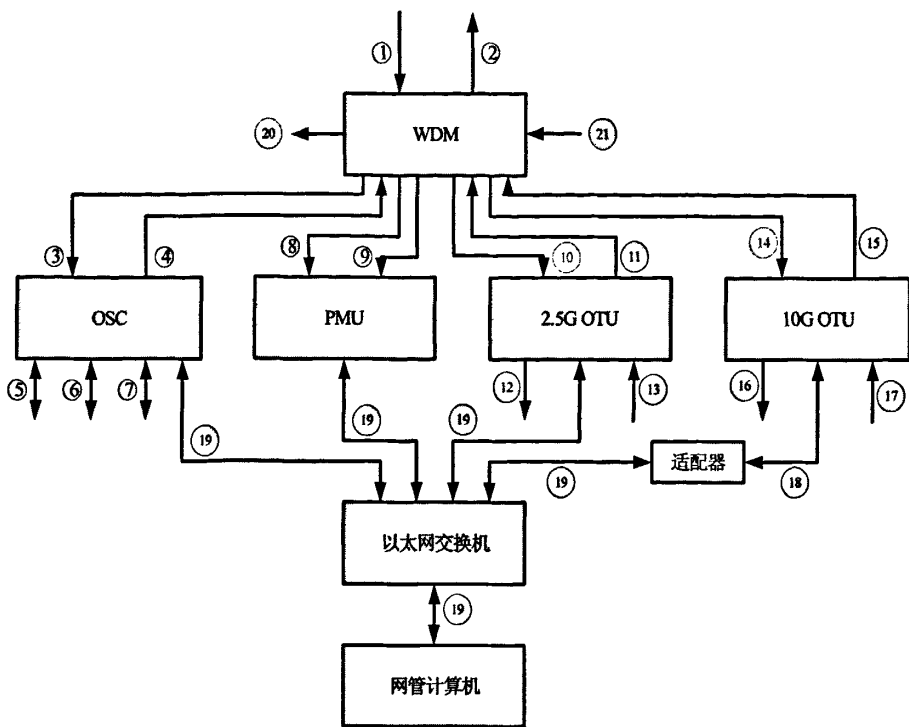 ① ②
WDM
⑳ ㉑
③ ④ ⑧ ⑨ ⑩ ⑪ ⑭ ⑮
OSC PMU 2.5G OTU 10G OTU
⑤ ⑥ ⑦ ⑫ ⑬ ⑯ ⑰
⑲ ⑲ ⑲
适配器
⑲ ⑱
以太网交换机
⑲
网管计算机